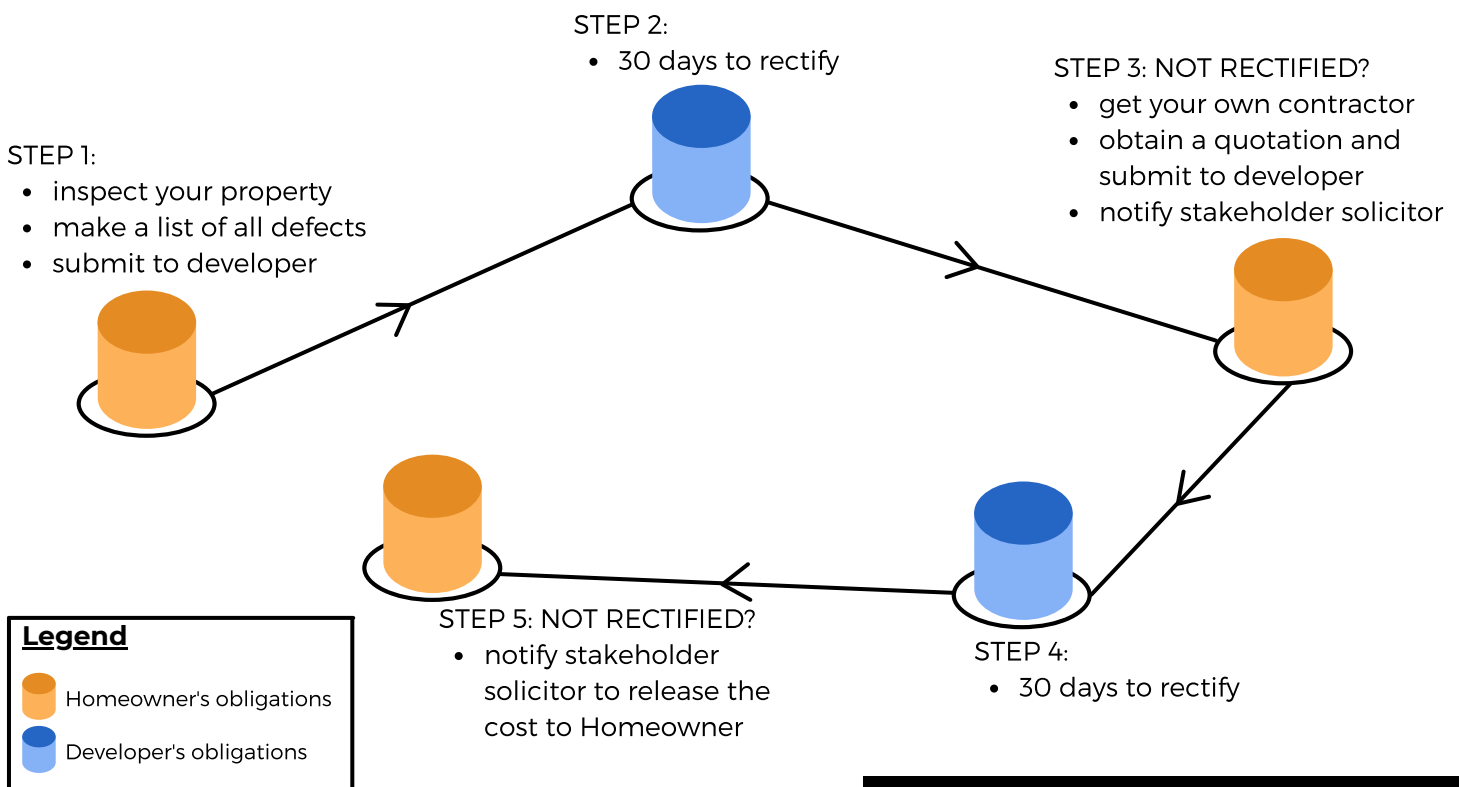 STEP 1:
• inspect your property
• make a list of all defects
• submit to developer
STEP 2:
• 30 days to rectify
STEP 3: NOT RECTIFIED?
• get your own contractor
• obtain a quotation and
submit to developer
• notify stakeholder solicitor
STEP 4:
• 30 days to rectify
STEP 5: NOT RECTIFIED?
• notify stakeholder
solicitor to release the
cost to Homeowner
Legend
Homeowner's obligations
Developer's obligations